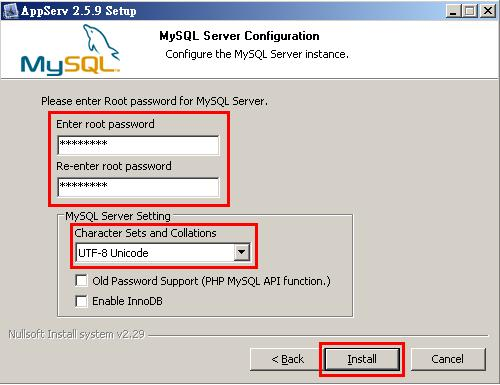 AppServ 2.5.9 Setup
MySQL Server Configuration
Configure the MySQL Server instance.
MySQL
Please enter Root password for MySQL Server.
Enter root password
********
Re-enter root password
********
MySQL Server Setting
Character Sets and Collations
UTF-8 Unicode
Old Password Support (PHP MySQL API function.)
Enable InnoDB
Nullsoft Install system v2.29
< Back
Install
Cancel